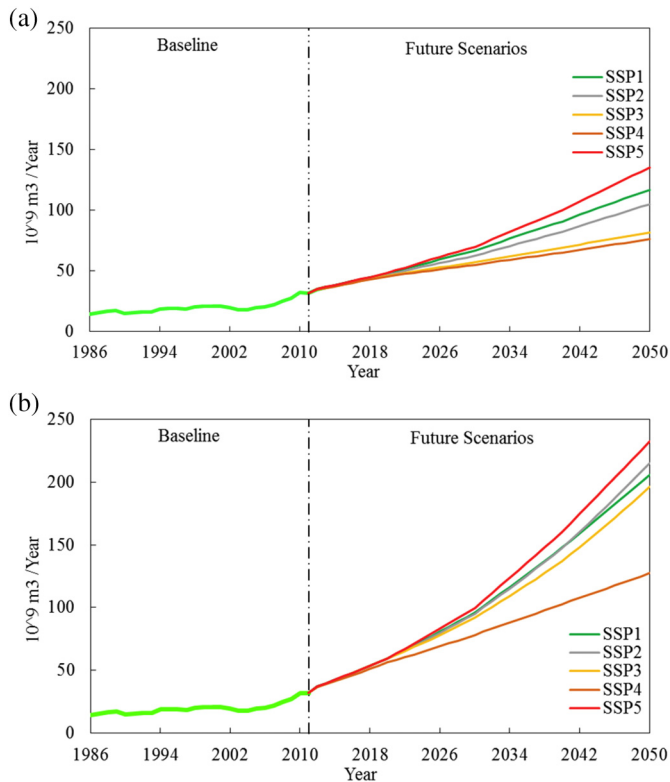 (a)
250
200
150
100
50
0
10^9 m3 /Year
Baseline
Future Scenarios
SSP1
SSP2
SSP3
SSP4
SSP5
1986 1994 2002 2010 2018 2026 2034 2042 2050
Year
(b)
250
200
150
100
50
0
10^9 m3 /Year
Baseline
Future Scenarios
SSP1
SSP2
SSP3
SSP4
SSP5
1986 1994 2002 2010 2018 2026 2034 2042 2050
Year